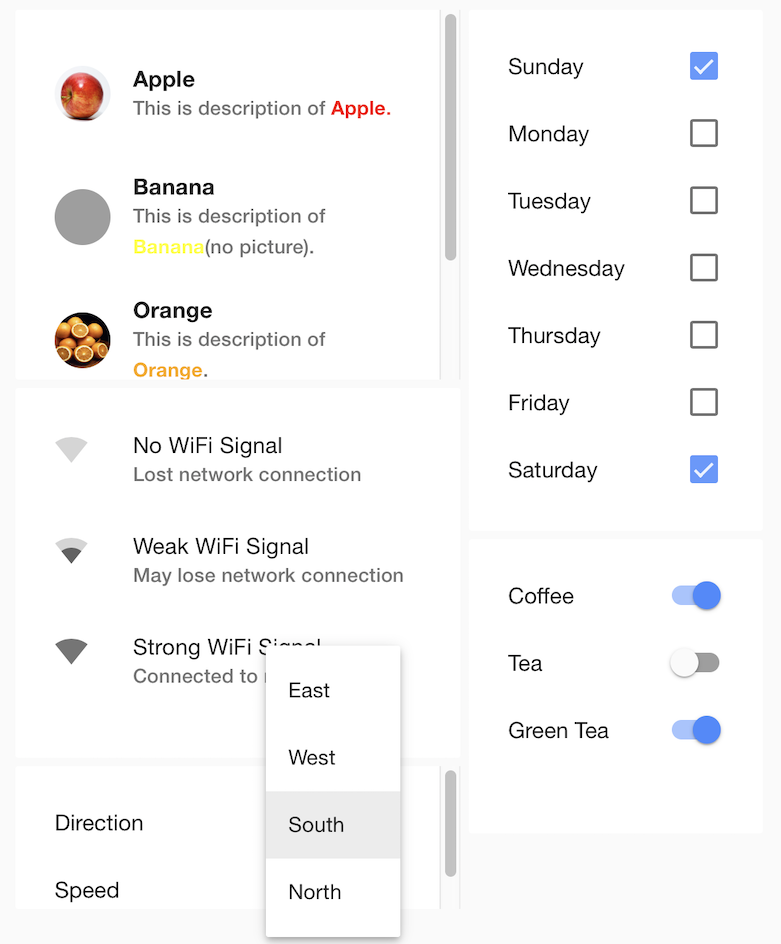 Apple
This is description of Apple.
Banana
This is description of
Banana(no picture).
Orange
This is description of
Orange.
No WiFi Signal
Lost network connection
Weak WiFi Signal
May lose network connection
Strong WiFi Signal
Connected to
Direction
Speed
East
West
South
North
Sunday
Monday
Tuesday
Wednesday
Thursday
Friday
Saturday
Coffee
Tea
Green Tea